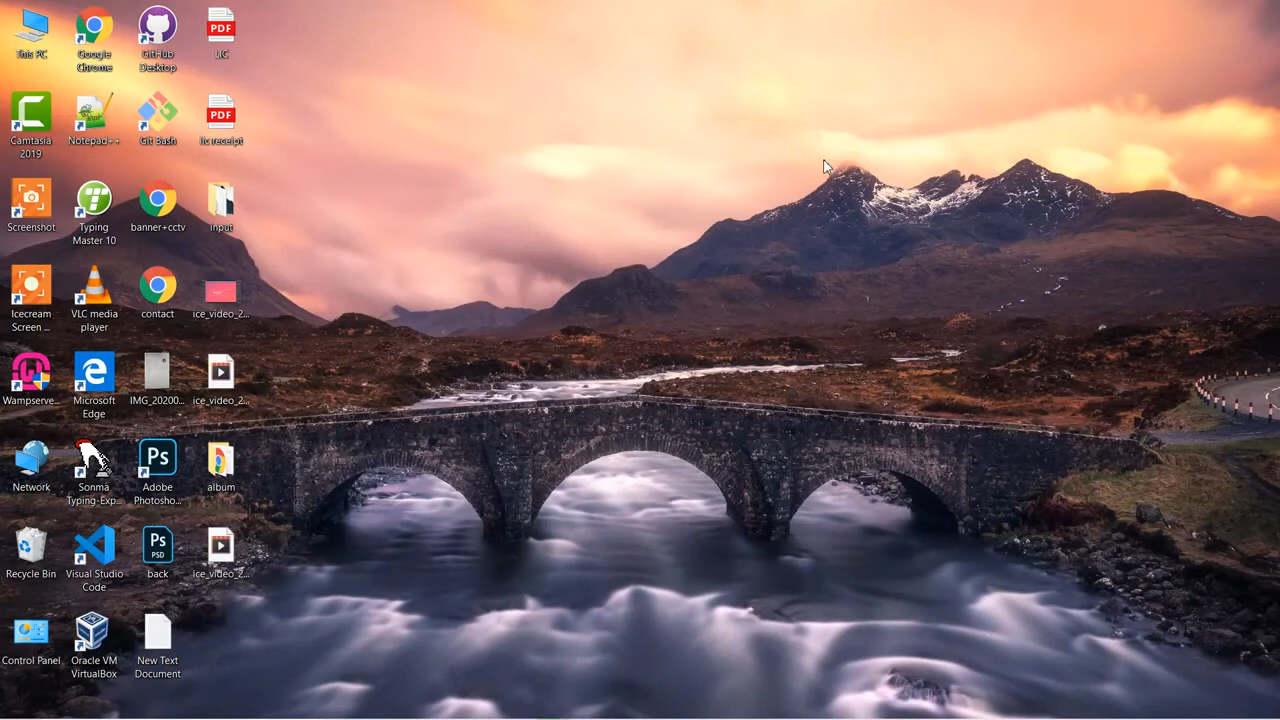 This PC
Google
Chrome
GitHub
Desktop
PDF
LIC
Camtasia
2019
Notepad++
Git Bash
PDF
lic receipt
Screenshot
Typing
Master 10
banner+cctv
input
Icecream
Screen ...
VLC media
player
contact
ice_video_2...
Wampserve...
Microsoft
Edge
IMG_20200...
ice_video_2...
Network
Sonma
Typing-Exp...
Ps
Adobe
Photosho...
album
Recycle Bin
Visual Studio
Code
Ps
PSD
back
ice_video_2...
Control Panel
Oracle VM
VirtualBox
New Text
Document